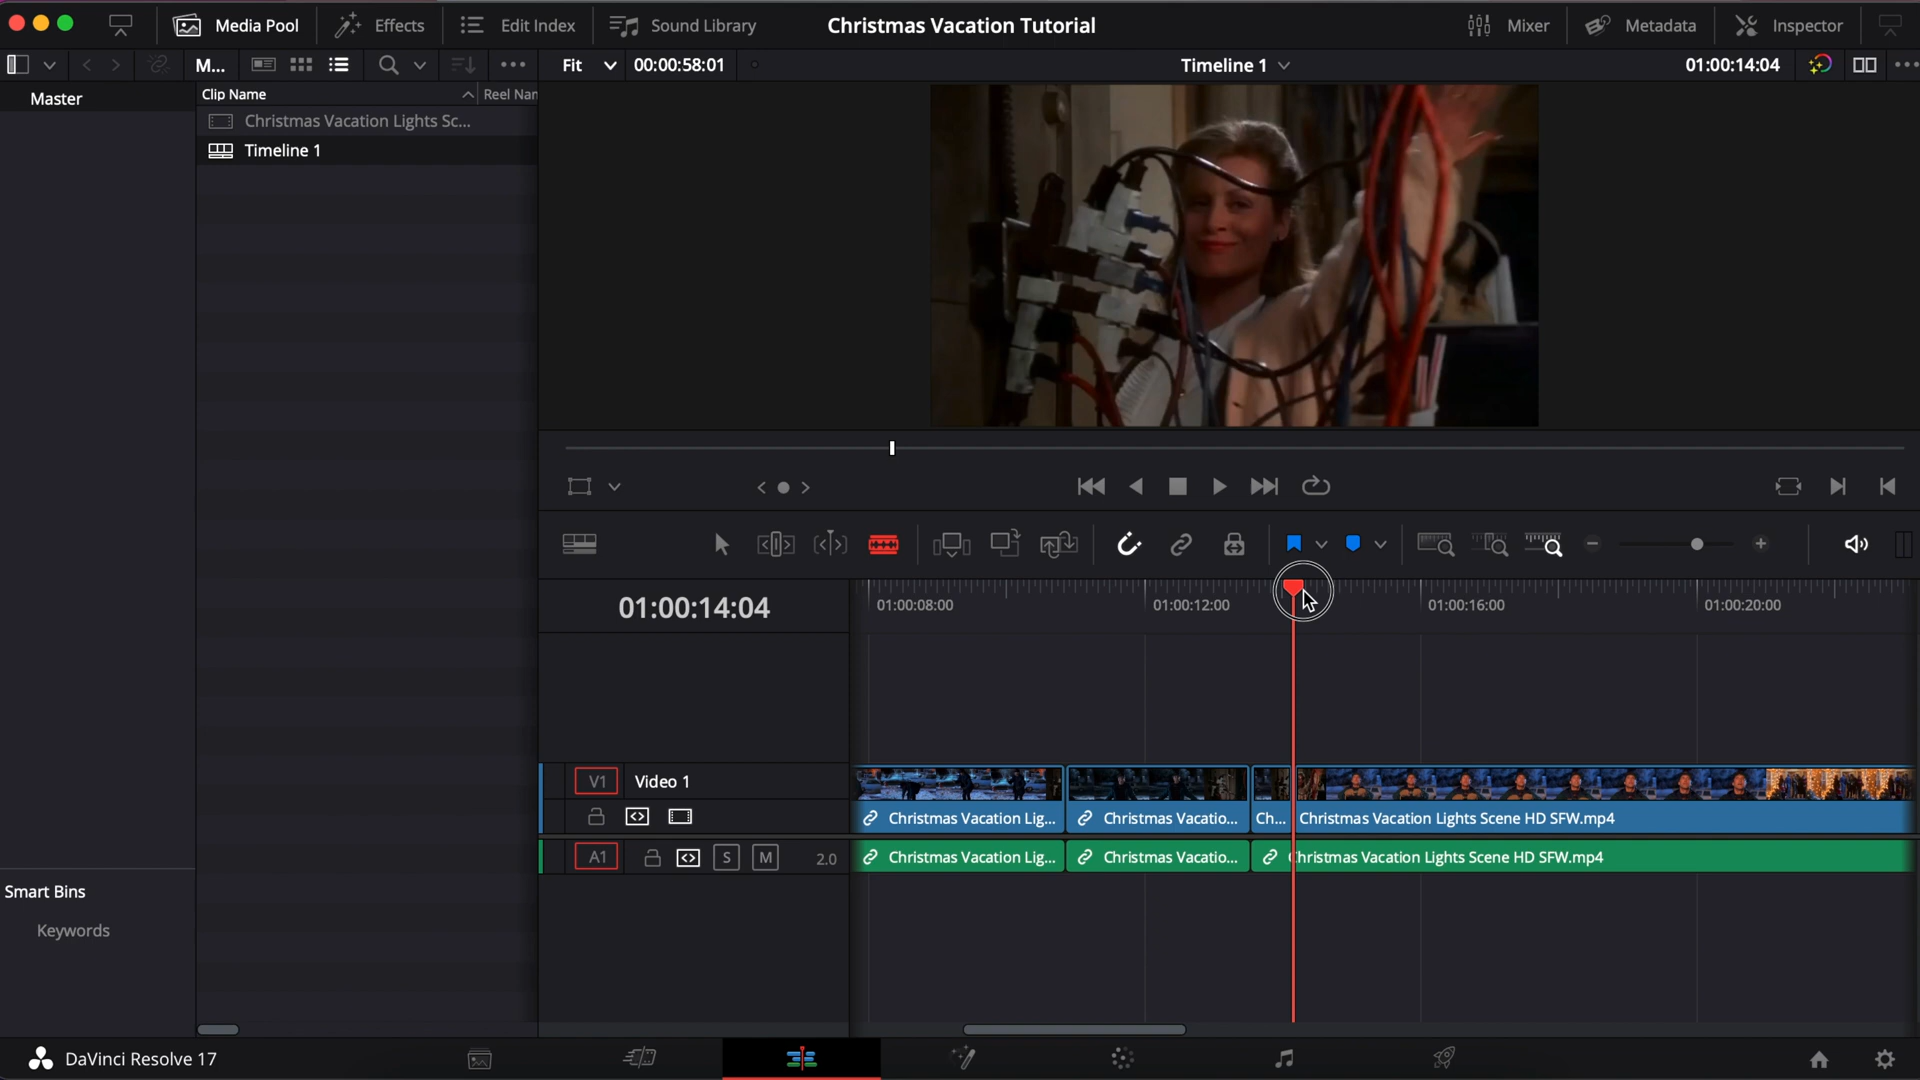 Media Pool
Effects
Edit Index
Sound Library
Christmas Vacation Tutorial
Mixer
Metadata
Inspector
M...
Fit
00:00:58:01
Timeline 1
01:00:14:04
Master
Clip Name
Reel Nan
Christmas Vacation Lights Sc...
Timeline 1
01:00:14:04
01:00:08:00
01:00:12:00
01:00:16:00
01:00:20:00
V1 Video 1
Christmas Vacation Lig...
Christmas Vacatio...
Ch...
Christmas Vacation Lights Scene HD SFW.mp4
A1 S M 2.0
Christmas Vacation Lig...
Christmas Vacatio...
Christmas Vacation Lights Scene HD SFW.mp4
Smart Bins
Keywords
DaVinci Resolve 17